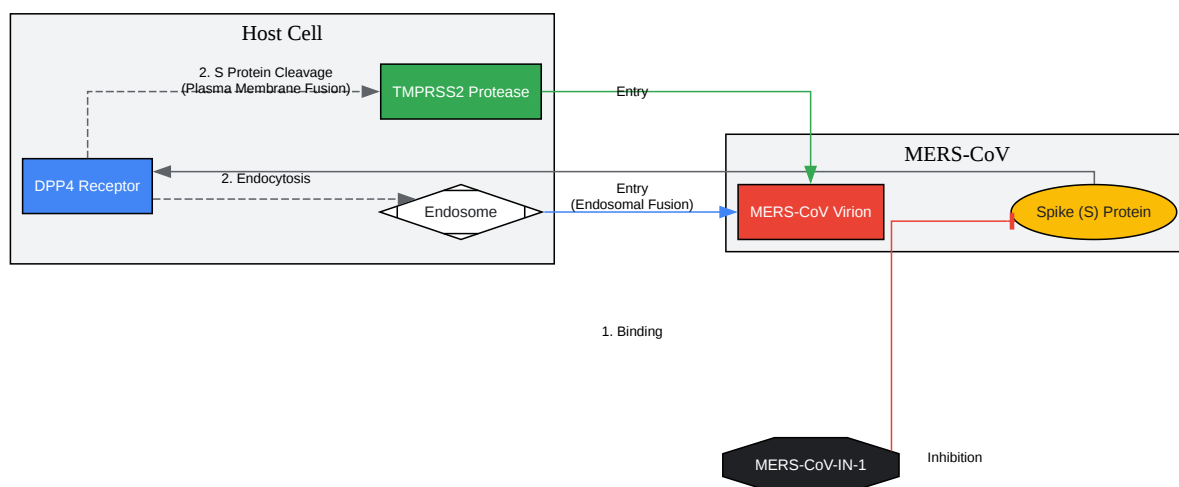 Host Cell
2. S Protein Cleavage
(Plasma Membrane Fusion)
TMPRSS2 Protease
Entry
MERS-CoV
DPP4 Receptor
2. Endocytosis
Endosome
Entry
(Endosomal Fusion)
MERS-CoV Virion
Spike (S) Protein
1. Binding
MERS-CoV-IN-1
Inhibition